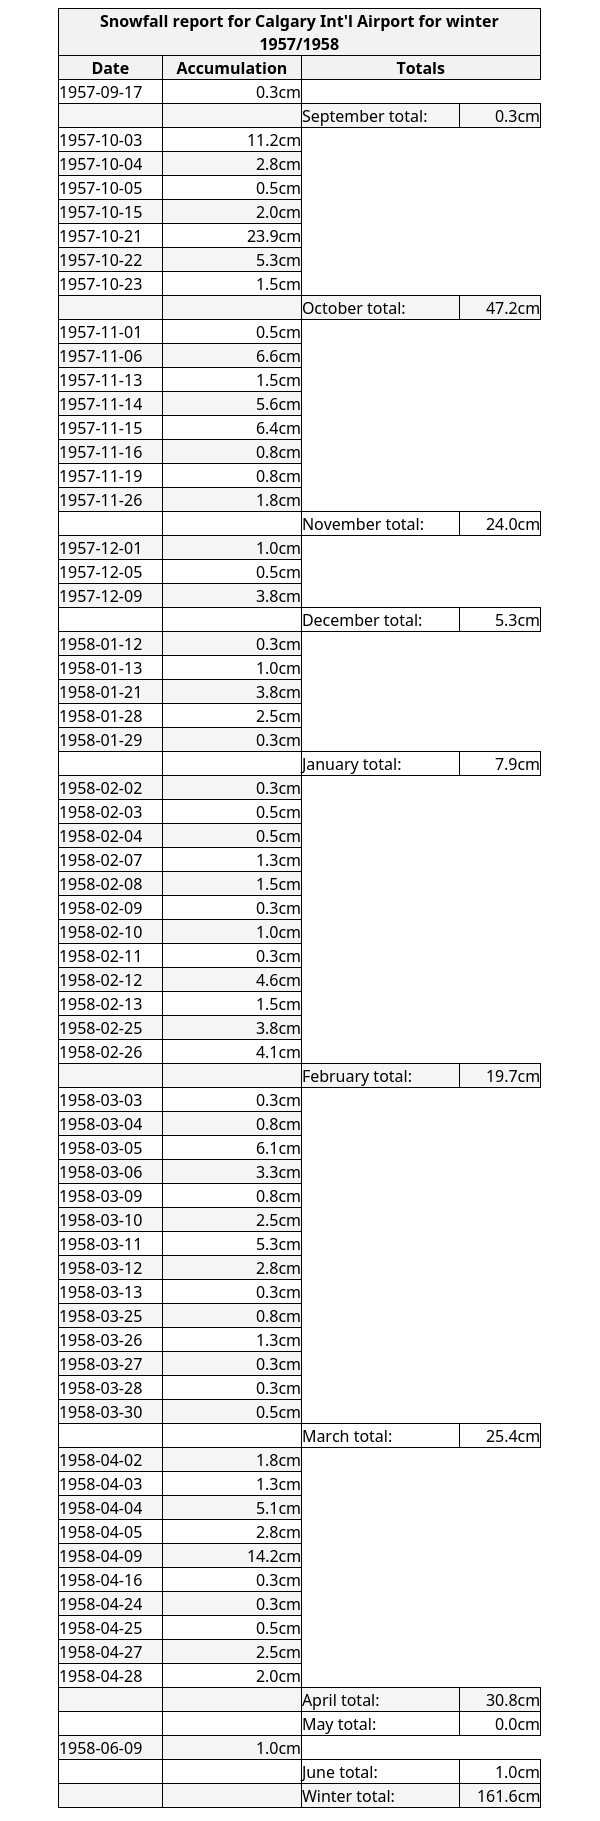 Snowfall report for Calgary Int'l Airport for winter
1957/1958
Date Accumulation Totals
1957-09-17 0.3cm
September total: 0.3cm
1957-10-03 11.2cm
1957-10-04 2.8cm
1957-10-05 0.5cm
1957-10-15 2.0cm
1957-10-21 23.9cm
1957-10-22 5.3cm
1957-10-23 1.5cm
October total: 47.2cm
1957-11-01 0.5cm
1957-11-06 6.6cm
1957-11-13 1.5cm
1957-11-14 5.6cm
1957-11-15 6.4cm
1957-11-16 0.8cm
1957-11-19 0.8cm
1957-11-26 1.8cm
November total: 24.0cm
1957-12-01 1.0cm
1957-12-05 0.5cm
1957-12-09 3.8cm
December total: 5.3cm
1958-01-12 0.3cm
1958-01-13 1.0cm
1958-01-21 3.8cm
1958-01-28 2.5cm
1958-01-29 0.3cm
January total: 7.9cm
1958-02-02 0.3cm
1958-02-03 0.5cm
1958-02-04 0.5cm
1958-02-07 1.3cm
1958-02-08 1.5cm
1958-02-09 0.3cm
1958-02-10 1.0cm
1958-02-11 0.3cm
1958-02-12 4.6cm
1958-02-13 1.5cm
1958-02-25 3.8cm
1958-02-26 4.1cm
February total: 19.7cm
1958-03-03 0.3cm
1958-03-04 0.8cm
1958-03-05 6.1cm
1958-03-06 3.3cm
1958-03-09 0.8cm
1958-03-10 2.5cm
1958-03-11 5.3cm
1958-03-12 2.8cm
1958-03-13 0.3cm
1958-03-25 0.8cm
1958-03-26 1.3cm
1958-03-27 0.3cm
1958-03-28 0.3cm
1958-03-30 0.5cm
March total: 25.4cm
1958-04-02 1.8cm
1958-04-03 1.3cm
1958-04-04 5.1cm
1958-04-05 2.8cm
1958-04-09 14.2cm
1958-04-16 0.3cm
1958-04-24 0.3cm
1958-04-25 0.5cm
1958-04-27 2.5cm
1958-04-28 2.0cm
April total: 30.8cm
May total: 0.0cm
1958-06-09 1.0cm
June total: 1.0cm
Winter total: 161.6cm